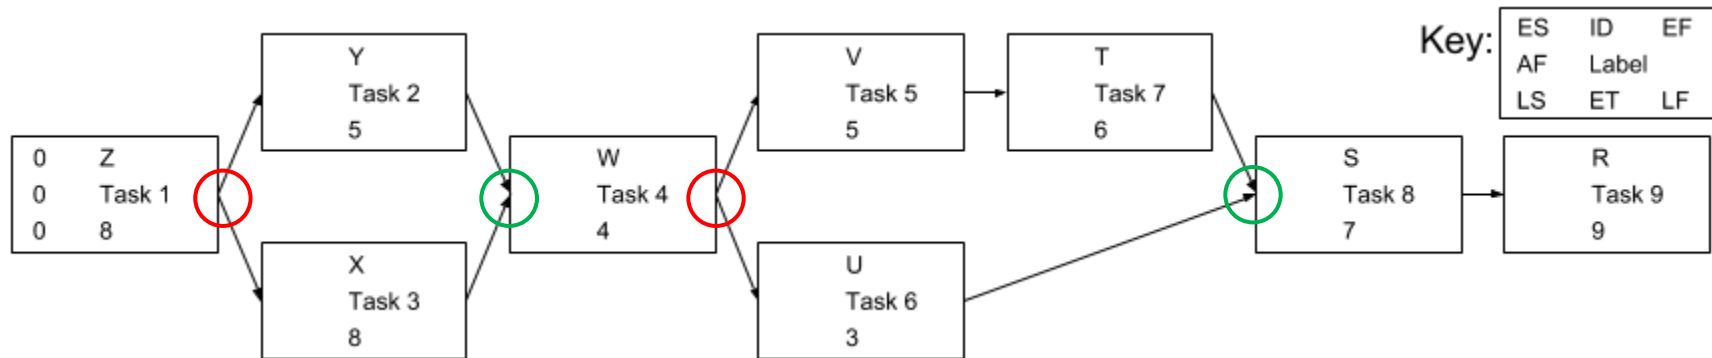 Key:
ES ID EF
AF Label
LS ET LF
0 Z
0 Task 1
0 8
Y
Task 2
5
X
Task 3
8
W
Task 4
4
V
Task 5
5
U
Task 6
3
T
Task 7
6
S
Task 8
7
R
Task 9
9